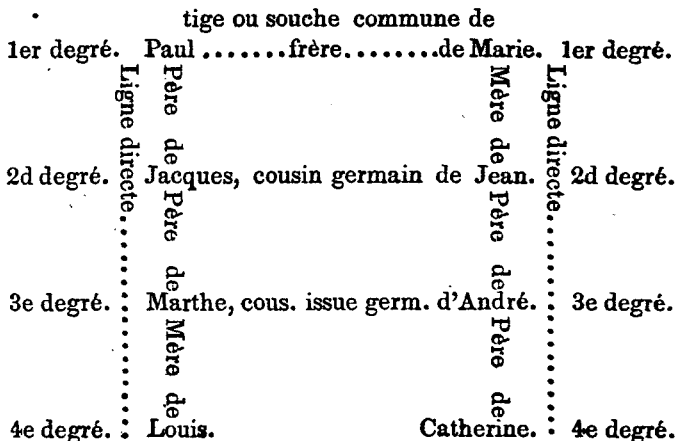 tige ou souche commune de
1er degré. Paul.......frère........de Marie. 1er degré.
Ligne directe.......... Père de Mère de Ligne directe..........
2d degré. Jacques, cousin germain de Jean. 2d degré.
Père de Père de
3e degré. Marthe, cous. issue germ. d'André. 3e degré.
Mère de Père de
4e degré. Louis. Catherine. 4e degré.